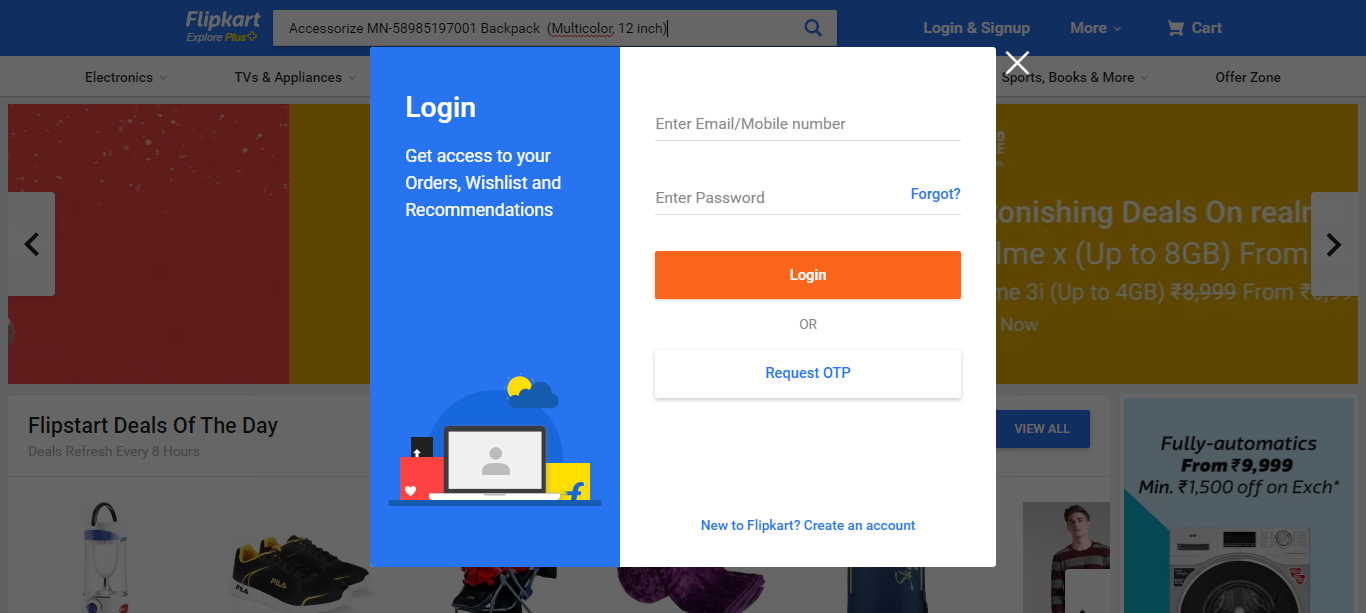 Flipkart
Explore Plus
Accessorize MN-58985197001 Backpack (Multicolor, 12 inch)
Login & Signup
More
Cart
Electronics
TVs & Appliances
Sports, Books & More
Offer Zone
Login
Get access to your
Orders, Wishlist and
Recommendations
Enter Email/Mobile number
Enter Password
Forgot?
Login
OR
Request OTP
New to Flipkart? Create an account
onishing Deals On realr
lme x (Up to 8GB) From
me 3i (Up to 4GB) ₹8,999 From
Now
Flipstart Deals Of The Day
Deals Refresh Every 8 Hours
VIEW ALL
Fully-automatics
From ₹9,999
Min. ₹1,500 off on Exch*
FILA
FILA